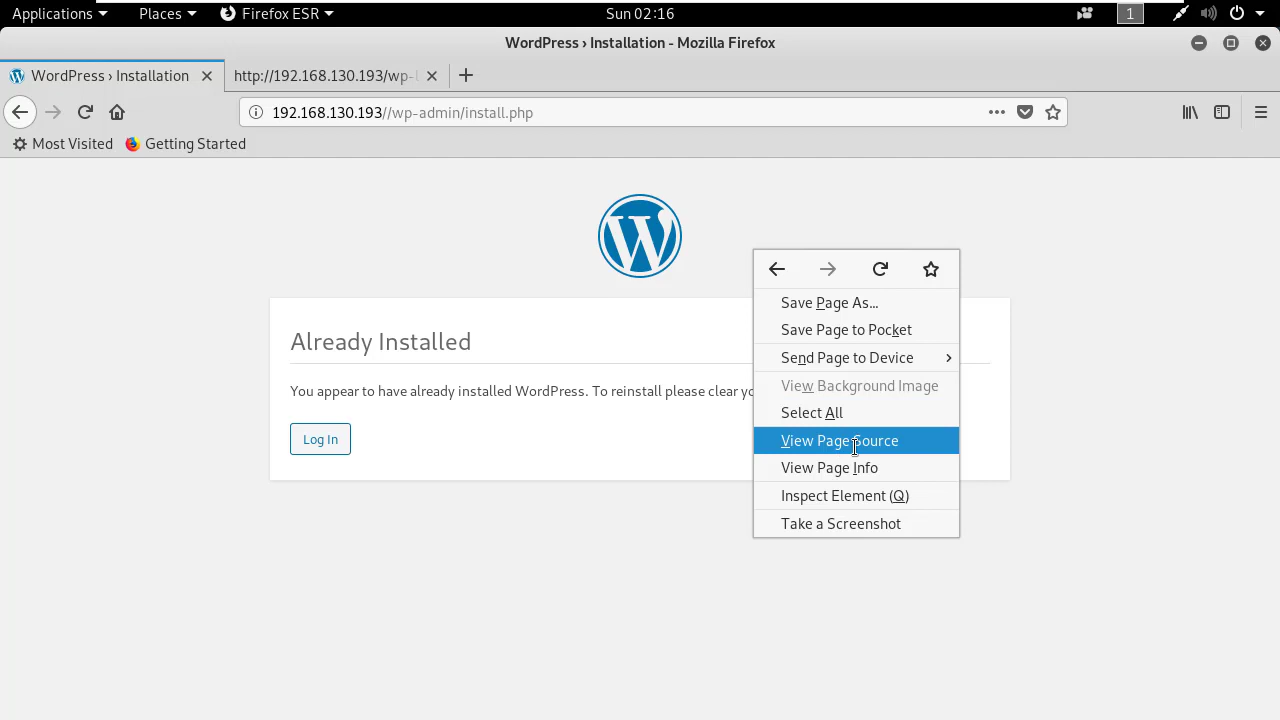 Applications Places Firefox ESR Sun 02:16 1
WordPress › Installation - Mozilla Firefox
WordPress › Installation http://192.168.130.193/wp-
192.168.130.193//wp-admin/install.php
Most Visited Getting Started
Already Installed
You appear to have already installed WordPress. To reinstall please clear
Log In
Save Page As...
Save Page to Pocket
Send Page to Device
View Background Image
Select All
View Page Source
View Page Info
Inspect Element (Q)
Take a Screenshot